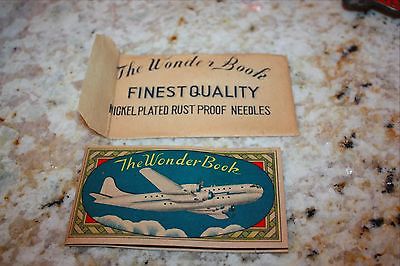 The Wonder Book
FINEST QUALITY
NICKEL PLATED RUST PROOF NEEDLES
The Wonder Book